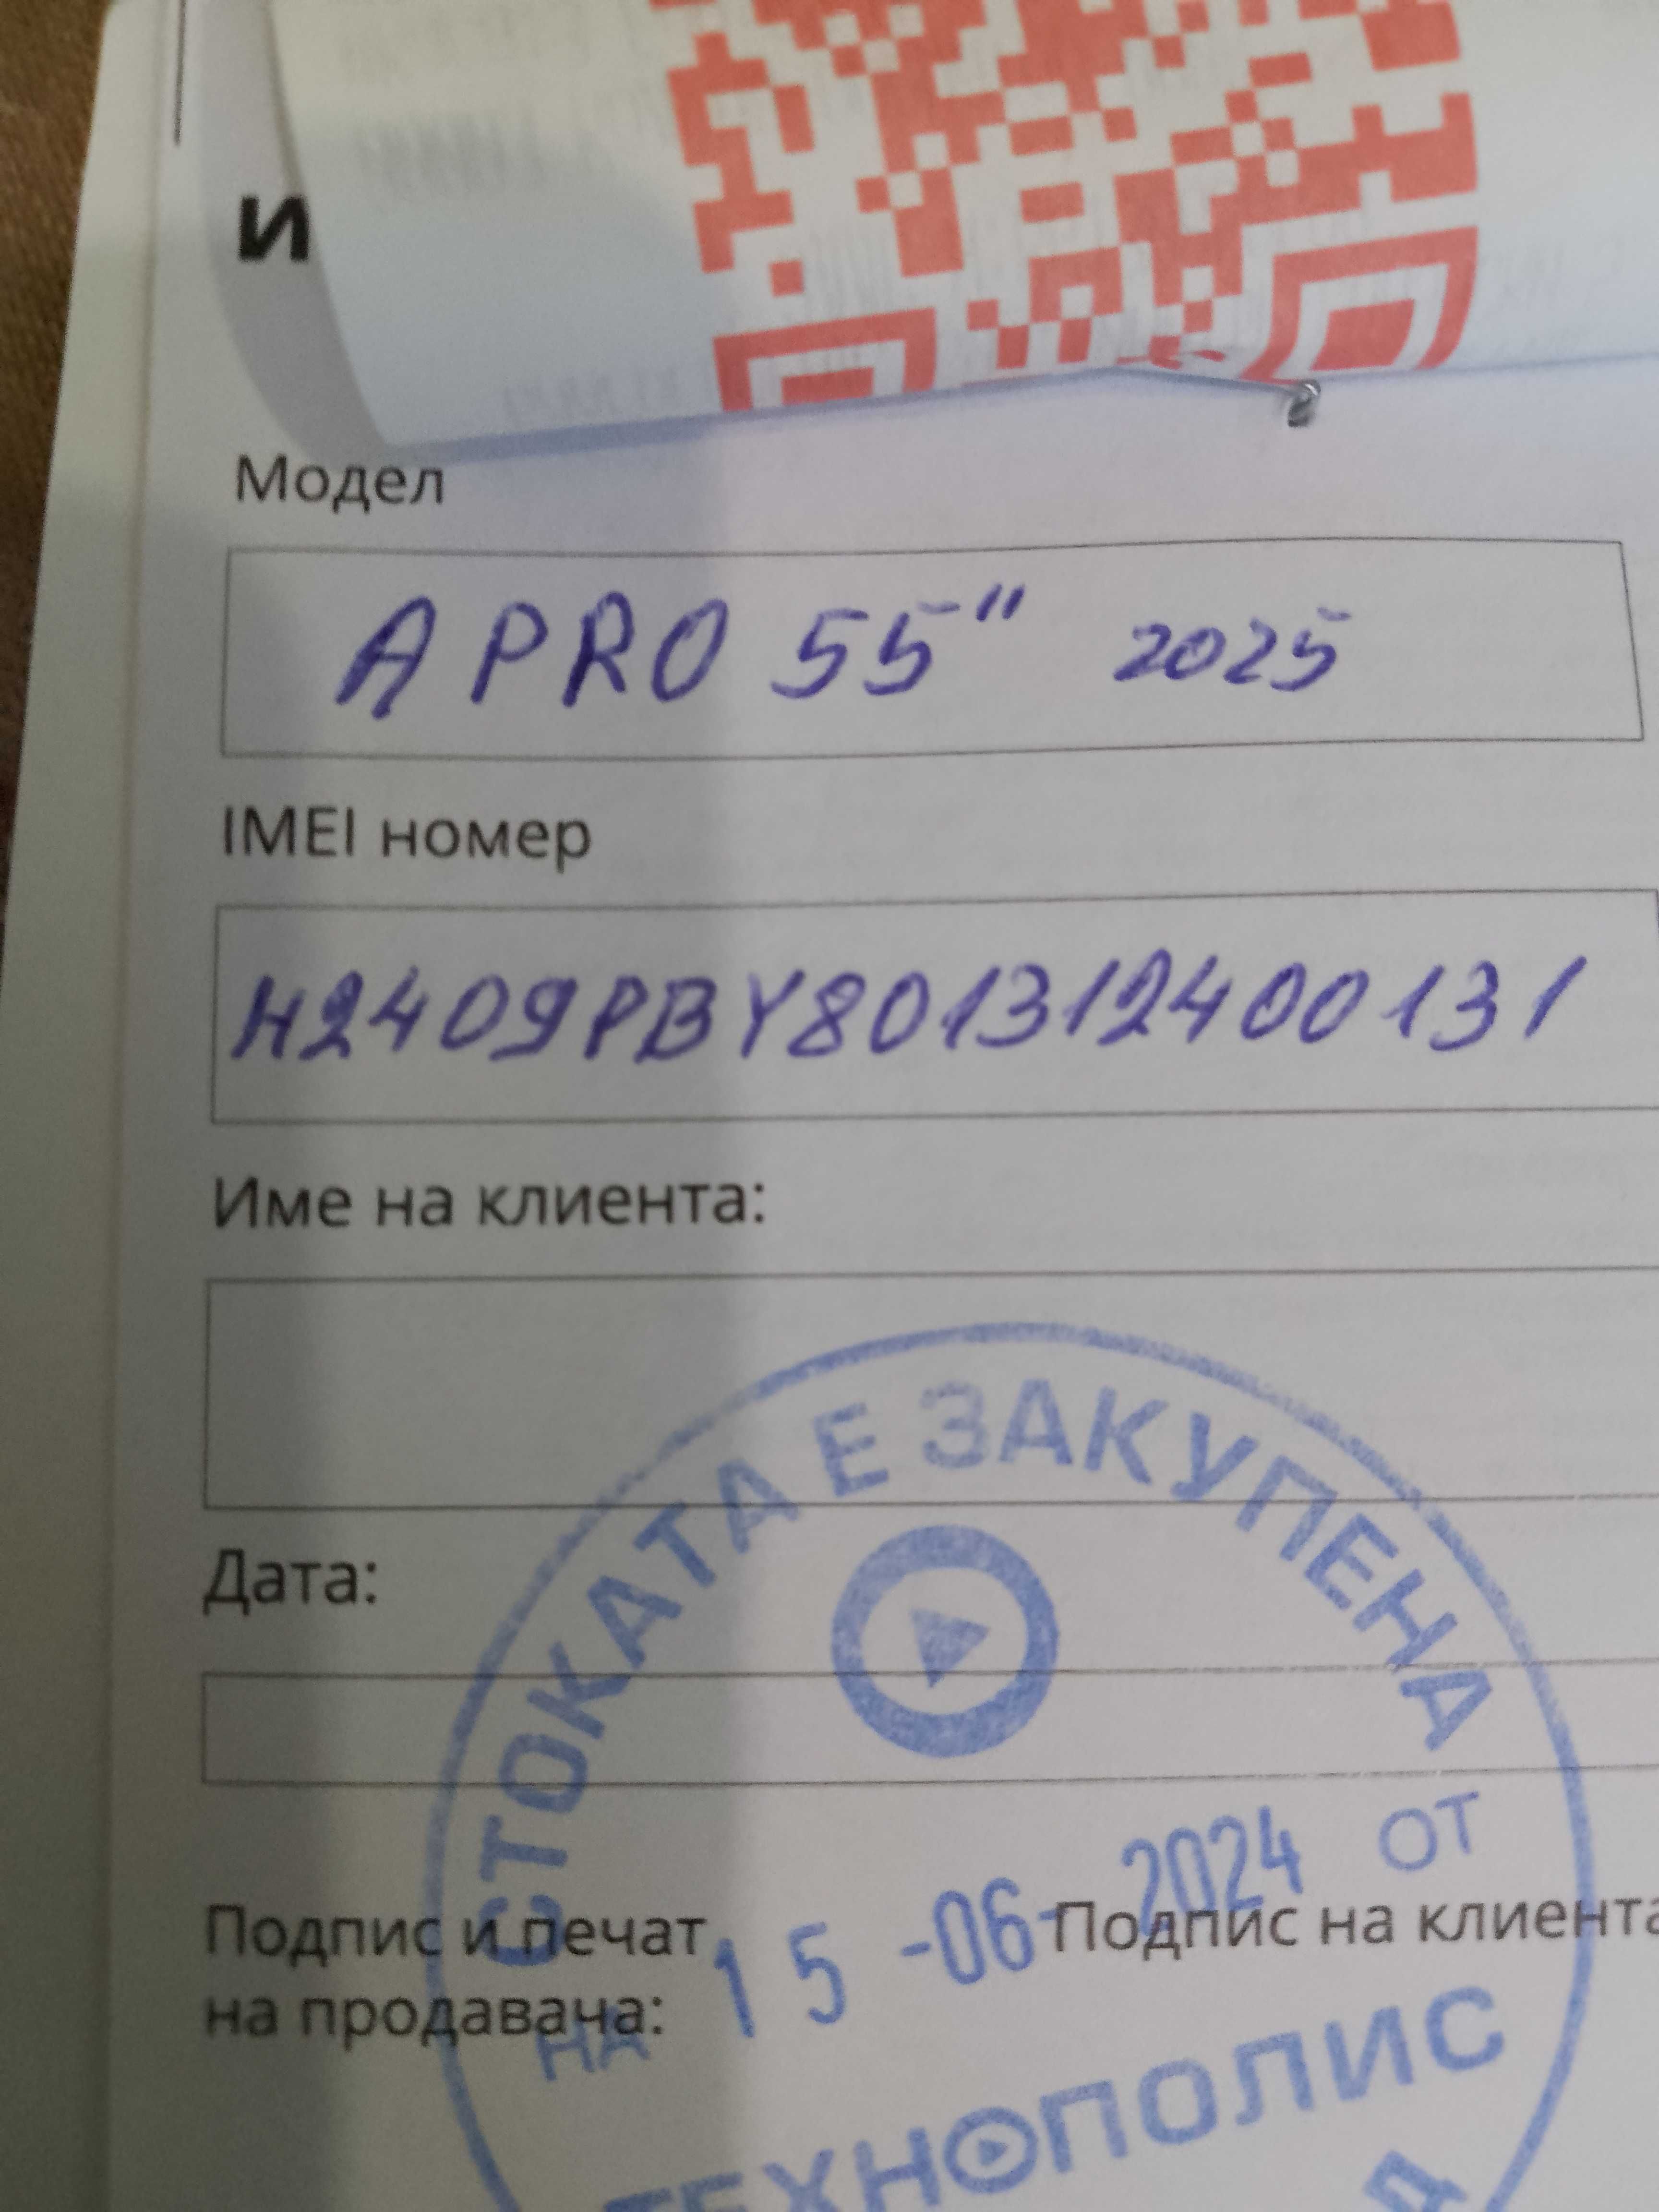 И
Модел
A PRO 55" 2025
IMEI номер
H2409PBY801312400131
Име на клиента:
СТОКАТА Е ЗАКУПЕНА
Дата:
НА 15-06-2024 ОТ
Подпис и печат
на продавача:
Подпис на клиента
ТЕХНОПОЛИС